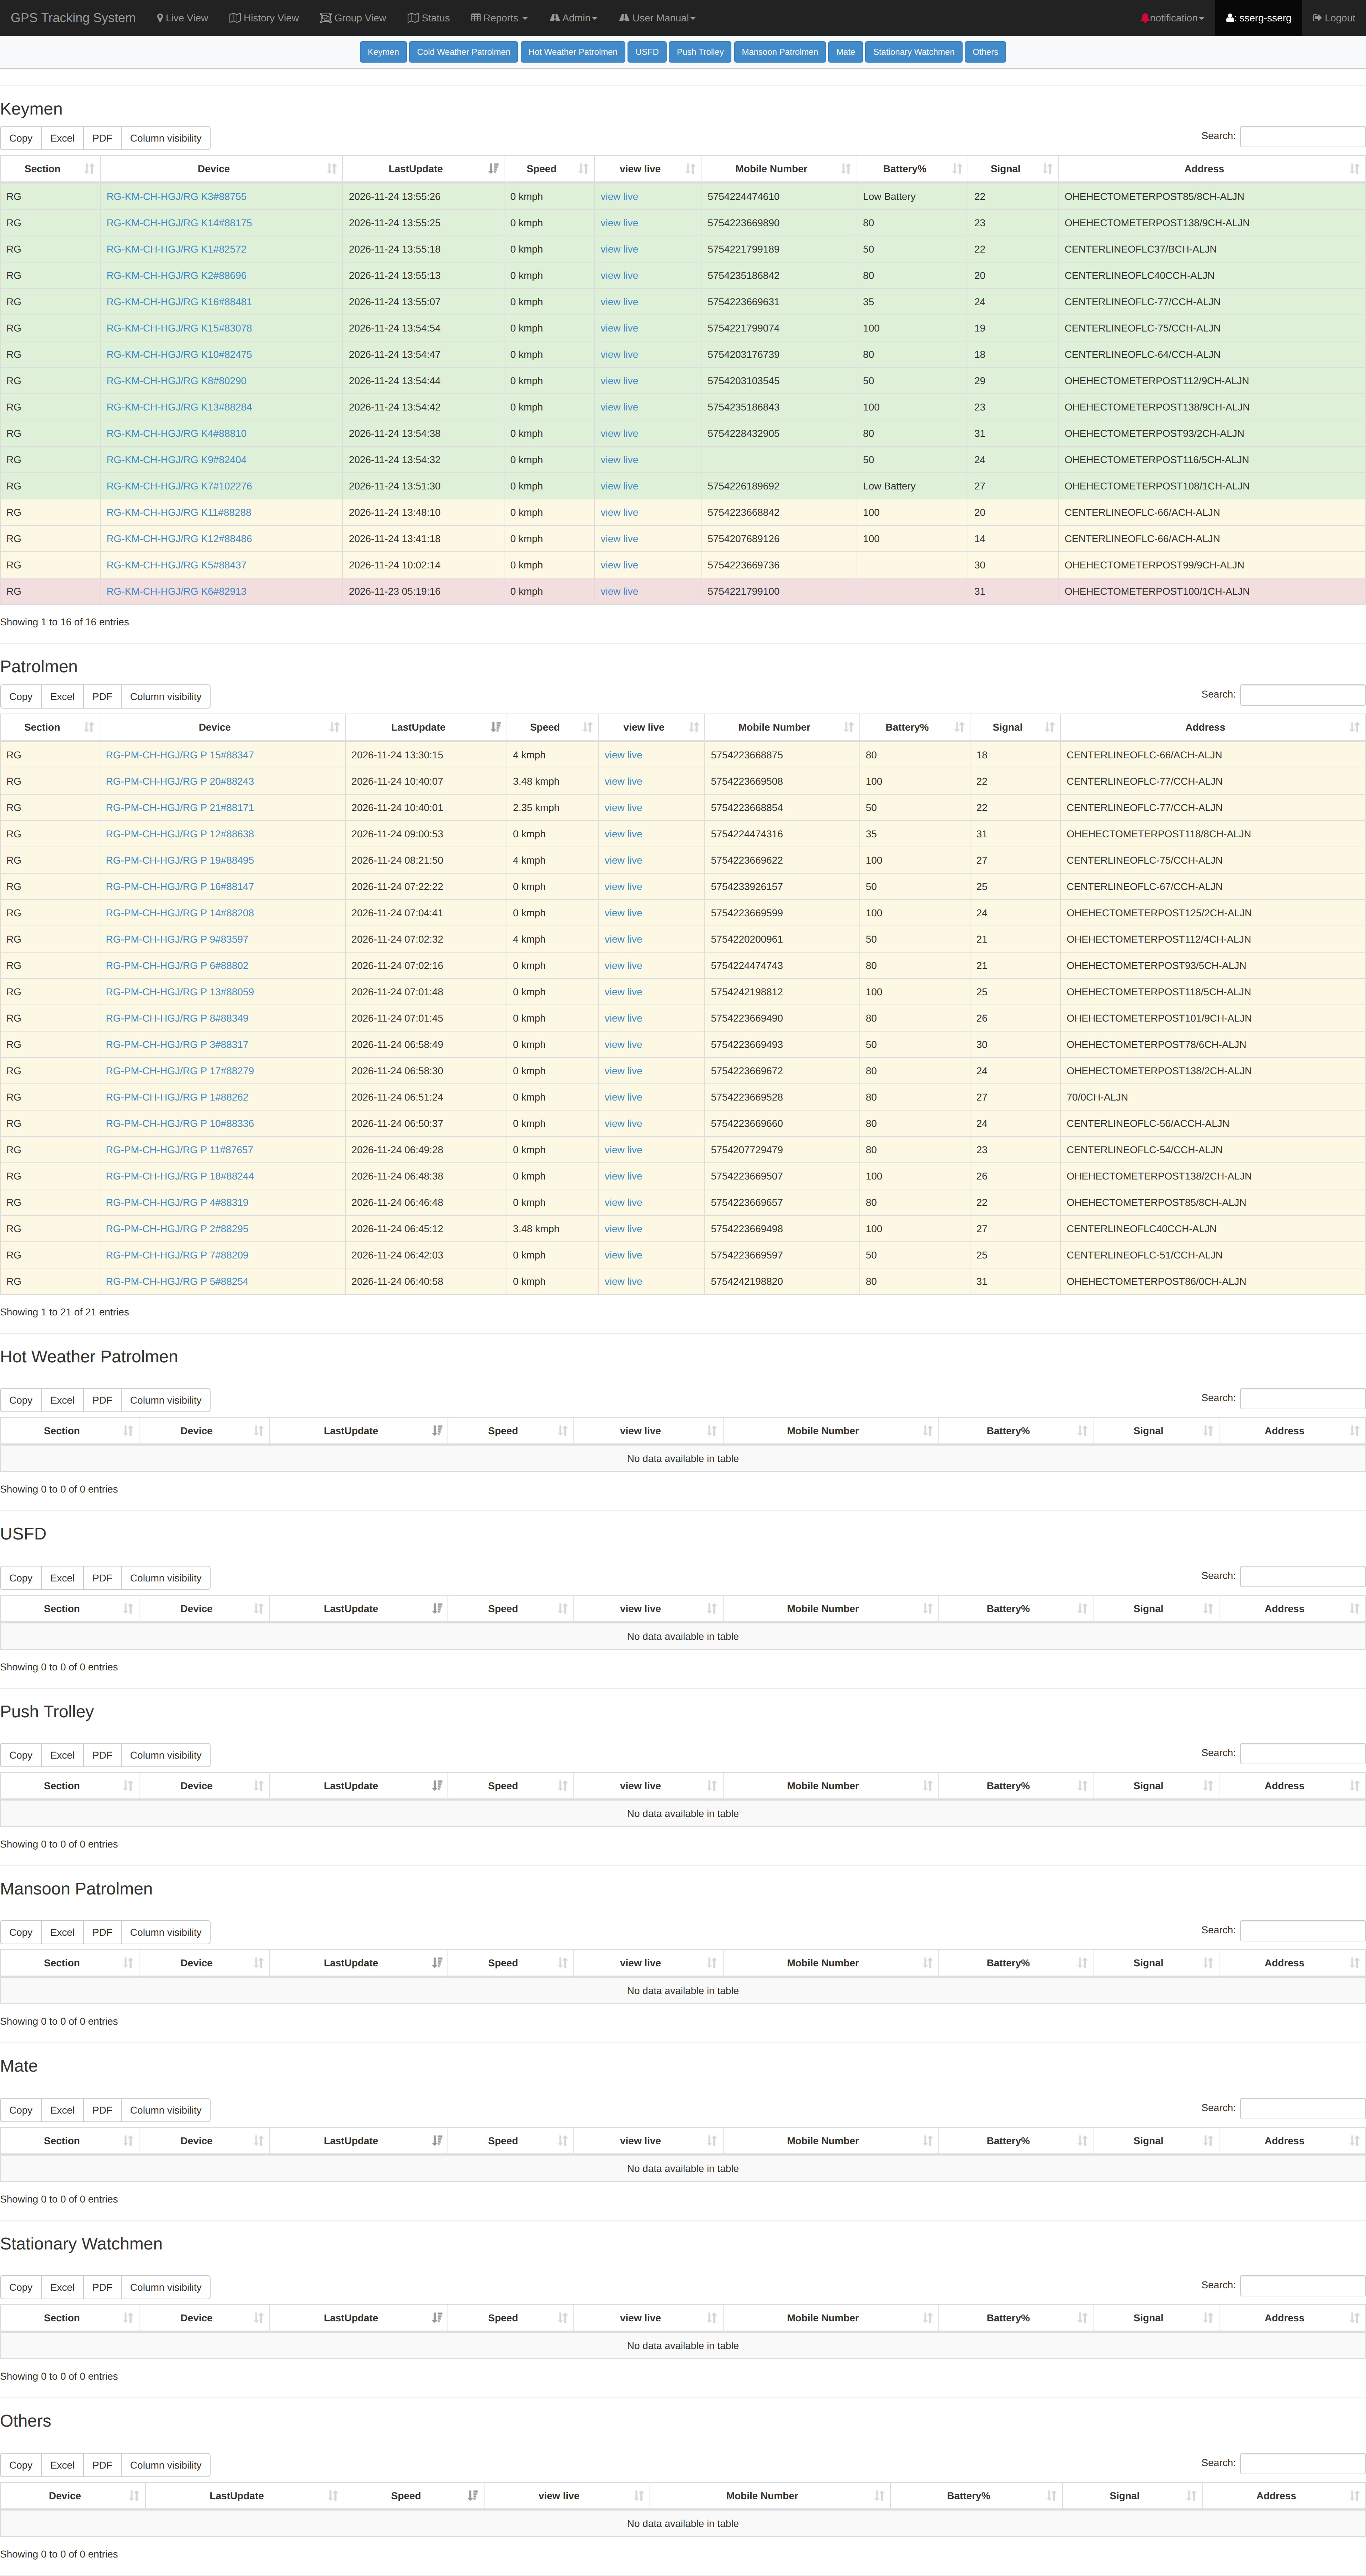 GPS Tracking System Live View History View Group View Status Reports Admin User Manual notification : sserg-sserg Logout
Keymen Cold Weather Patrolmen Hot Weather Patrolmen USFD Push Trolley Mansoon Patrolmen Mate Stationary Watchmen Others
Keymen
Copy Excel PDF Column visibility Search:
Section Device LastUpdate Speed view live Mobile Number Battery% Signal Address
RG RG-KM-CH-HGJ/RG K3#88755 2026-11-24 13:55:26 0 kmph view live 5754224474610 Low Battery 22 OHEHECTOMETERPOST85/8CH-ALJN
RG RG-KM-CH-HGJ/RG K14#88175 2026-11-24 13:55:25 0 kmph view live 5754223669890 80 23 OHEHECTOMETERPOST138/9CH-ALJN
RG RG-KM-CH-HGJ/RG K1#82572 2026-11-24 13:55:18 0 kmph view live 5754221799189 50 22 CENTERLINEOFLC37/BCH-ALJN
RG RG-KM-CH-HGJ/RG K2#88696 2026-11-24 13:55:13 0 kmph view live 5754235186842 80 20 CENTERLINEOFLC40CCH-ALJN
RG RG-KM-CH-HGJ/RG K16#88481 2026-11-24 13:55:07 0 kmph view live 5754223669631 35 24 CENTERLINEOFLC-77/CCH-ALJN
RG RG-KM-CH-HGJ/RG K15#83078 2026-11-24 13:54:54 0 kmph view live 5754221799074 100 19 CENTERLINEOFLC-75/CCH-ALJN
RG RG-KM-CH-HGJ/RG K10#82475 2026-11-24 13:54:47 0 kmph view live 5754203176739 80 18 CENTERLINEOFLC-64/CCH-ALJN
RG RG-KM-CH-HGJ/RG K8#80290 2026-11-24 13:54:44 0 kmph view live 5754203103545 50 29 OHEHECTOMETERPOST112/9CH-ALJN
RG RG-KM-CH-HGJ/RG K13#88284 2026-11-24 13:54:42 0 kmph view live 5754235186843 100 23 OHEHECTOMETERPOST138/9CH-ALJN
RG RG-KM-CH-HGJ/RG K4#88810 2026-11-24 13:54:38 0 kmph view live 5754228432905 80 31 OHEHECTOMETERPOST93/2CH-ALJN
RG RG-KM-CH-HGJ/RG K9#82404 2026-11-24 13:54:32 0 kmph view live 50 24 OHEHECTOMETERPOST116/5CH-ALJN
RG RG-KM-CH-HGJ/RG K7#102276 2026-11-24 13:51:30 0 kmph view live 5754226189692 Low Battery 27 OHEHECTOMETERPOST108/1CH-ALJN
RG RG-KM-CH-HGJ/RG K11#88288 2026-11-24 13:48:10 0 kmph view live 5754223668842 100 20 CENTERLINEOFLC-66/ACH-ALJN
RG RG-KM-CH-HGJ/RG K12#88486 2026-11-24 13:41:18 0 kmph view live 5754207689126 100 14 CENTERLINEOFLC-66/ACH-ALJN
RG RG-KM-CH-HGJ/RG K5#88437 2026-11-24 10:02:14 0 kmph view live 5754223669736 30 OHEHECTOMETERPOST99/9CH-ALJN
RG RG-KM-CH-HGJ/RG K6#82913 2026-11-23 05:19:16 0 kmph view live 5754221799100 31 OHEHECTOMETERPOST100/1CH-ALJN
Showing 1 to 16 of 16 entries
Patrolmen
Copy Excel PDF Column visibility Search:
Section Device LastUpdate Speed view live Mobile Number Battery% Signal Address
RG RG-PM-CH-HGJ/RG P 15#88347 2026-11-24 13:30:15 4 kmph view live 5754223668875 80 18 CENTERLINEOFLC-66/ACH-ALJN
RG RG-PM-CH-HGJ/RG P 20#88243 2026-11-24 10:40:07 3.48 kmph view live 5754223669508 100 22 CENTERLINEOFLC-77/CCH-ALJN
RG RG-PM-CH-HGJ/RG P 21#88171 2026-11-24 10:40:01 2.35 kmph view live 5754223668854 50 22 CENTERLINEOFLC-77/CCH-ALJN
RG RG-PM-CH-HGJ/RG P 12#88638 2026-11-24 09:00:53 0 kmph view live 5754224474316 35 31 OHEHECTOMETERPOST118/8CH-ALJN
RG RG-PM-CH-HGJ/RG P 19#88495 2026-11-24 08:21:50 4 kmph view live 5754223669622 100 27 CENTERLINEOFLC-75/CCH-ALJN
RG RG-PM-CH-HGJ/RG P 16#88147 2026-11-24 07:22:22 0 kmph view live 5754233926157 50 25 CENTERLINEOFLC-67/CCH-ALJN
RG RG-PM-CH-HGJ/RG P 14#88208 2026-11-24 07:04:41 0 kmph view live 5754223669599 100 24 OHEHECTOMETERPOST125/2CH-ALJN
RG RG-PM-CH-HGJ/RG P 9#83597 2026-11-24 07:02:32 4 kmph view live 5754220200961 50 21 OHEHECTOMETERPOST112/4CH-ALJN
RG RG-PM-CH-HGJ/RG P 6#88802 2026-11-24 07:02:16 0 kmph view live 5754224474743 80 21 OHEHECTOMETERPOST93/5CH-ALJN
RG RG-PM-CH-HGJ/RG P 13#88059 2026-11-24 07:01:48 0 kmph view live 5754242198812 100 25 OHEHECTOMETERPOST118/5CH-ALJN
RG RG-PM-CH-HGJ/RG P 8#88349 2026-11-24 07:01:45 0 kmph view live 5754223669490 80 26 OHEHECTOMETERPOST101/9CH-ALJN
RG RG-PM-CH-HGJ/RG P 3#88317 2026-11-24 06:58:49 0 kmph view live 5754223669493 50 30 OHEHECTOMETERPOST78/6CH-ALJN
RG RG-PM-CH-HGJ/RG P 17#88279 2026-11-24 06:58:30 0 kmph view live 5754223669672 80 24 OHEHECTOMETERPOST138/2CH-ALJN
RG RG-PM-CH-HGJ/RG P 1#88262 2026-11-24 06:51:24 0 kmph view live 5754223669528 80 27 70/0CH-ALJN
RG RG-PM-CH-HGJ/RG P 10#88336 2026-11-24 06:50:37 0 kmph view live 5754223669660 80 24 CENTERLINEOFLC-56/ACCH-ALJN
RG RG-PM-CH-HGJ/RG P 11#87657 2026-11-24 06:49:28 0 kmph view live 5754207729479 80 23 CENTERLINEOFLC-54/CCH-ALJN
RG RG-PM-CH-HGJ/RG P 18#88244 2026-11-24 06:48:38 0 kmph view live 5754223669507 100 26 OHEHECTOMETERPOST138/2CH-ALJN
RG RG-PM-CH-HGJ/RG P 4#88319 2026-11-24 06:46:48 0 kmph view live 5754223669657 80 22 OHEHECTOMETERPOST85/8CH-ALJN
RG RG-PM-CH-HGJ/RG P 2#88295 2026-11-24 06:45:12 3.48 kmph view live 5754223669498 100 27 CENTERLINEOFLC40CCH-ALJN
RG RG-PM-CH-HGJ/RG P 7#88209 2026-11-24 06:42:03 0 kmph view live 5754223669597 50 25 CENTERLINEOFLC-51/CCH-ALJN
RG RG-PM-CH-HGJ/RG P 5#88254 2026-11-24 06:40:58 0 kmph view live 5754242198820 80 31 OHEHECTOMETERPOST86/0CH-ALJN
Showing 1 to 21 of 21 entries
Hot Weather Patrolmen
Copy Excel PDF Column visibility Search:
Section Device LastUpdate Speed view live Mobile Number Battery% Signal Address
No data available in table
Showing 0 to 0 of 0 entries
USFD
Copy Excel PDF Column visibility Search:
Section Device LastUpdate Speed view live Mobile Number Battery% Signal Address
No data available in table
Showing 0 to 0 of 0 entries
Push Trolley
Copy Excel PDF Column visibility Search:
Section Device LastUpdate Speed view live Mobile Number Battery% Signal Address
No data available in table
Showing 0 to 0 of 0 entries
Mansoon Patrolmen
Copy Excel PDF Column visibility Search:
Section Device LastUpdate Speed view live Mobile Number Battery% Signal Address
No data available in table
Showing 0 to 0 of 0 entries
Mate
Copy Excel PDF Column visibility Search:
Section Device LastUpdate Speed view live Mobile Number Battery% Signal Address
No data available in table
Showing 0 to 0 of 0 entries
Stationary Watchmen
Copy Excel PDF Column visibility Search:
Section Device LastUpdate Speed view live Mobile Number Battery% Signal Address
No data available in table
Showing 0 to 0 of 0 entries
Others
Copy Excel PDF Column visibility Search:
Device LastUpdate Speed view live Mobile Number Battery% Signal Address
No data available in table
Showing 0 to 0 of 0 entries